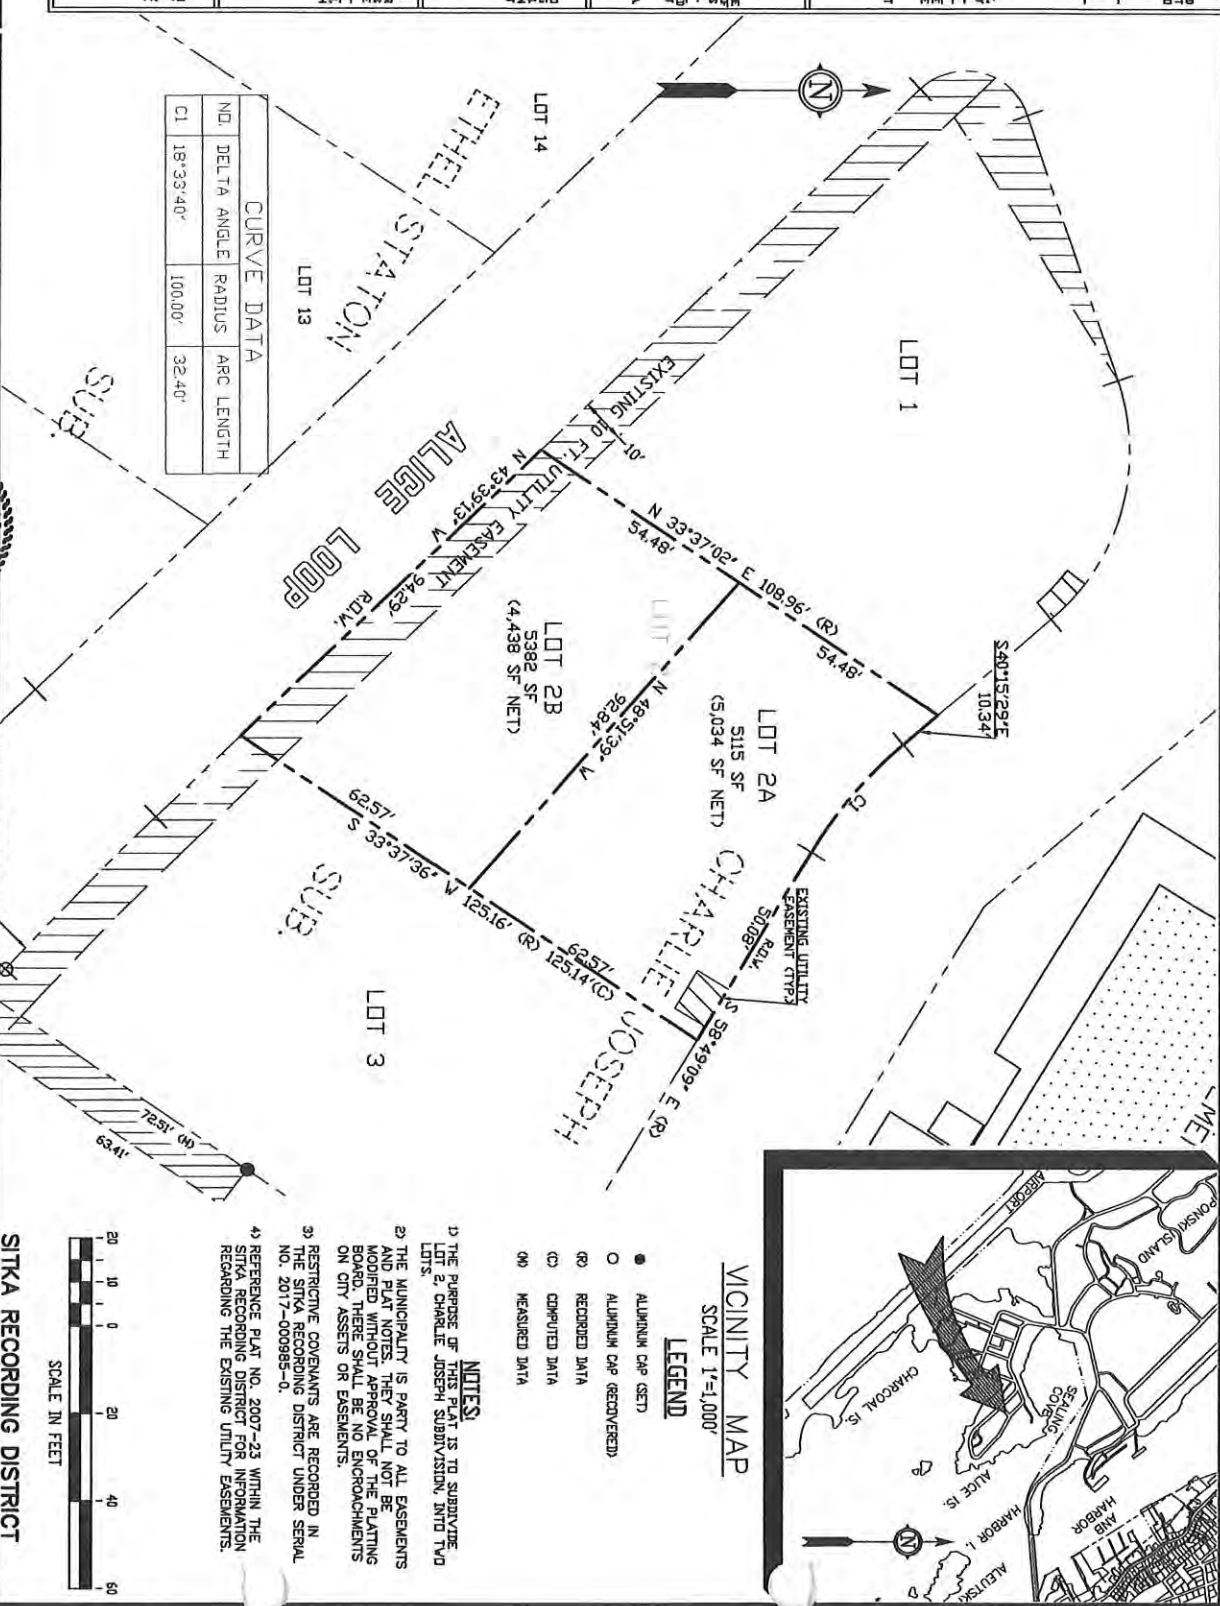 VICINITY MAP
SCALE 1"=1,000'
AIRPORT
PONSKI ISLAND
CHARCOAL IS.
SEALING
COVE
ALICE IS.
HARBOR
AND
HARBOR
ALEUTSKI
N
LEGEND
ALUMINUM CAP (SET)
ALUMINUM CAP (RECOVERED)
(R) RECORDED DATA
(C) COMPUTED DATA
(M) MEASURED DATA
NOTES:
1) THE PURPOSE OF THIS PLAT IS TO SUBDIVIDE
LOT 2, CHARLIE JOSEPH SUBDIVISION, INTO TWO
LOTS.
2) THE MUNICIPALITY IS PARTY TO ALL EASEMENTS
AND PLAT NOTES. THEY SHALL NOT BE
MODIFIED WITHOUT APPROVAL OF THE PLATTING
BOARD. THERE SHALL BE NO ENCROACHMENTS
ON CITY ASSETS OR EASEMENTS.
3) RESTRICTIVE COVENANTS ARE RECORDED IN
THE SITKA RECORDING DISTRICT UNDER SERIAL
NO. 2017-000985-0.
4) REFERENCE PLAT NO. 2007-23 WITHIN THE
SITKA RECORDING DISTRICT FOR INFORMATION
REGARDING THE EXISTING UTILITY EASEMENTS.
20 10 0 20 40 60
SCALE IN FEET
SITKA RECORDING DISTRICT
N
LOT 1
S40°15'29"E
10.34'
N 33°37'02" E 108.96' (R)
54.48'
54.48'
C1
LOT 2A
5115 SF
(5,034 SF NET)
EXISTING UTILITY
EASEMENT (TYP.)
50.08'
R.O.W.
S 58°49'09" E (R)
N 48°51'39" W
92.84'
LOT 2B
5382 SF
(4,438 SF NET)
CHARLIE JOSEPH
SUB.
EXISTING 10 FT. UTILITY EASEMENT
10'
N 43°39'13" W
94.29'
R.O.W.
62.57'
62.57'
S 33°37'36" W 125.16' (R) 125.14'(C)
LOT 3
72.51' (M)
63.41'
ALICE LOOP
LOT 14
LOT 13
ETHEL STATON
SUB.
CURVE DATA
NO. DELTA ANGLE RADIUS ARC LENGTH
C1 18°33'40" 100.00' 32.40'